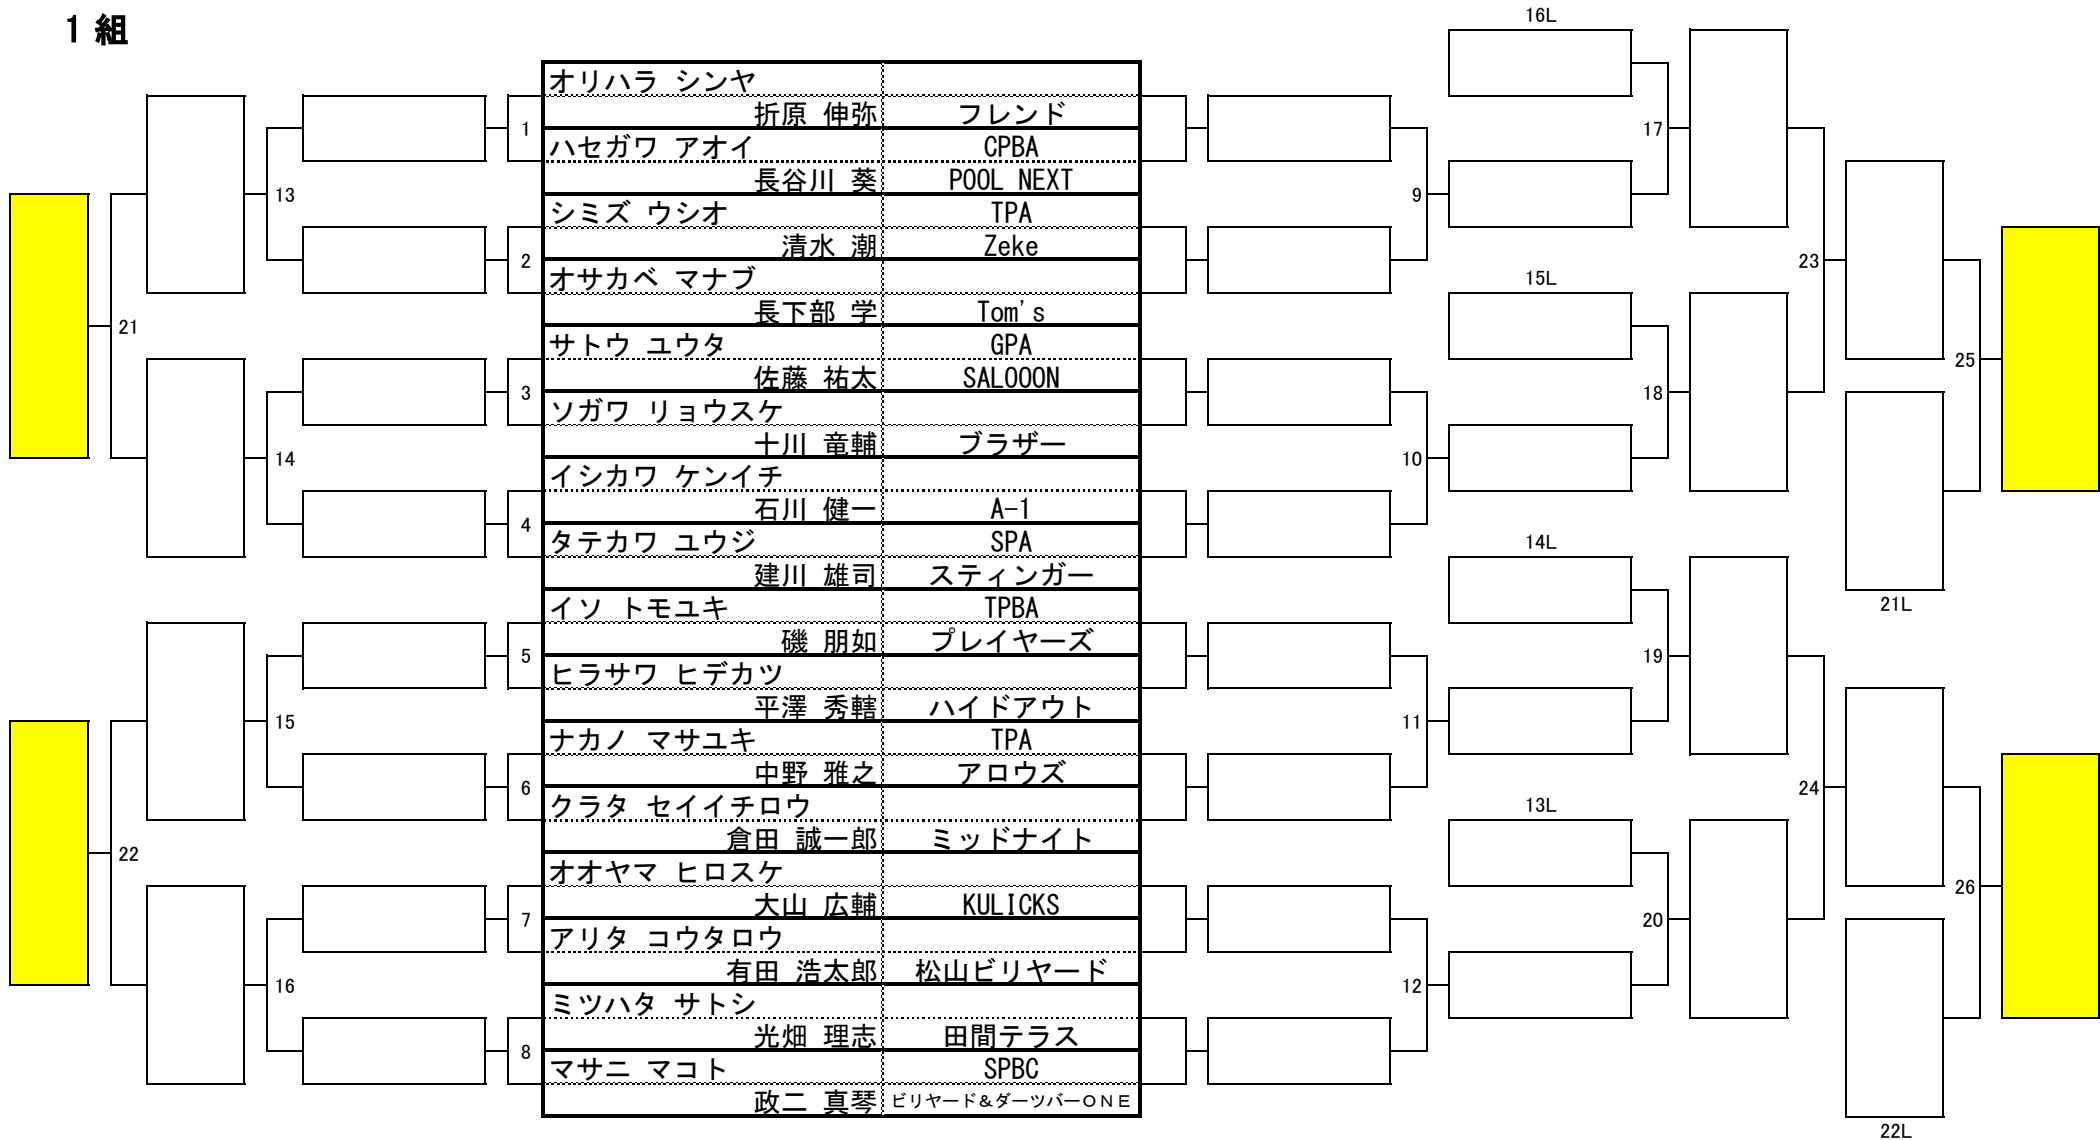 1 組
16L
オリハラ シンヤ
1 折原 伸弥 フレンド
17
ハセガワ アオイ CPBA
長谷川 葵 POOL NEXT
13
9
シミズ ウシオ TPA
清水 潮 Zeke
2
23
オサカベ マナブ
15L
長下部 学 Tom's
21
サトウ ユウタ GPA
25
佐藤 祐太 SALOOON
3
18
ソガワ リョウスケ
十川 竜輔 ブラザー
14
10
イシカワ ケンイチ
石川 健一 A-1
4
タテカワ ユウジ SPA
14L
建川 雄司 スティンガー
イソ トモユキ TPBA
21L
磯 朋如 プレイヤーズ
5
19
ヒラサワ ヒデカツ
平澤 秀轄 ハイドアウト
15
11
ナカノ マサユキ TPA
中野 雅之 アロウズ
6
24
クラタ セイイチロウ
13L
倉田 誠一郎 ミッドナイト
22
オオヤマ ヒロスケ
26
大山 広輔 KULICKS
7
20
アリタ コウタロウ
有田 浩太郎 松山ビリヤード
16
12
ミツハタ サトシ
光畑 理志 田間テラス
8
マサニ マコト SPBC
政二 真琴 ビリヤード＆ダーツバーＯＮＥ
22L